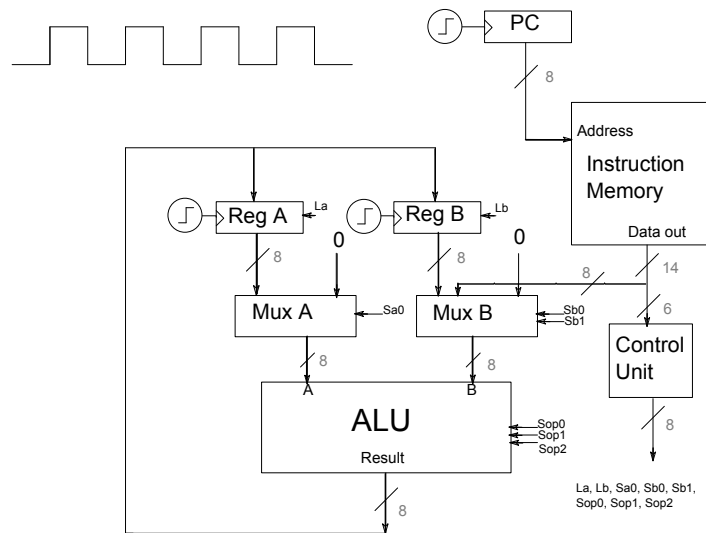 PC
8
Address
Instruction
Memory
Data out
14
8
6
Control
Unit
8
La, Lb, Sa0, Sb0, Sb1,
Sop0, Sop1, Sop2
Reg A
La
Reg B
Lb
8
0
8
0
Mux A
Sa0
Mux B
Sb0
Sb1
8
8
A
B
ALU
Result
Sop0
Sop1
Sop2
8